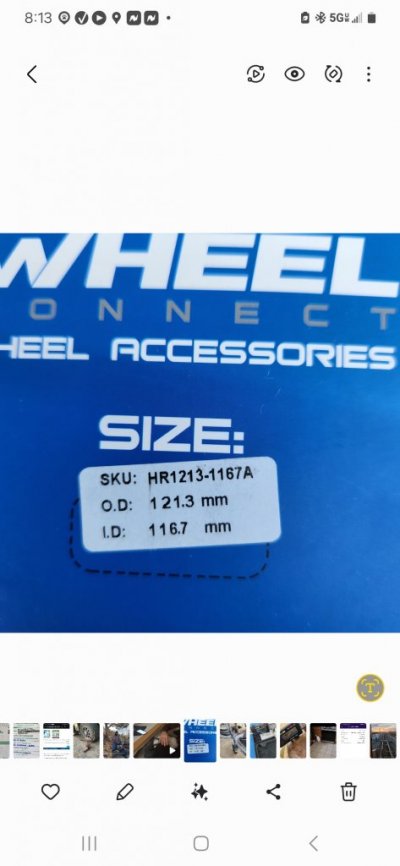 8:13
5G
WHEEL
ONNECT
HEEL ACCESSORIES
SIZE:
SKU: HR1213-1167A
O.D: 121.3 mm
I.D: 116.7 mm
T